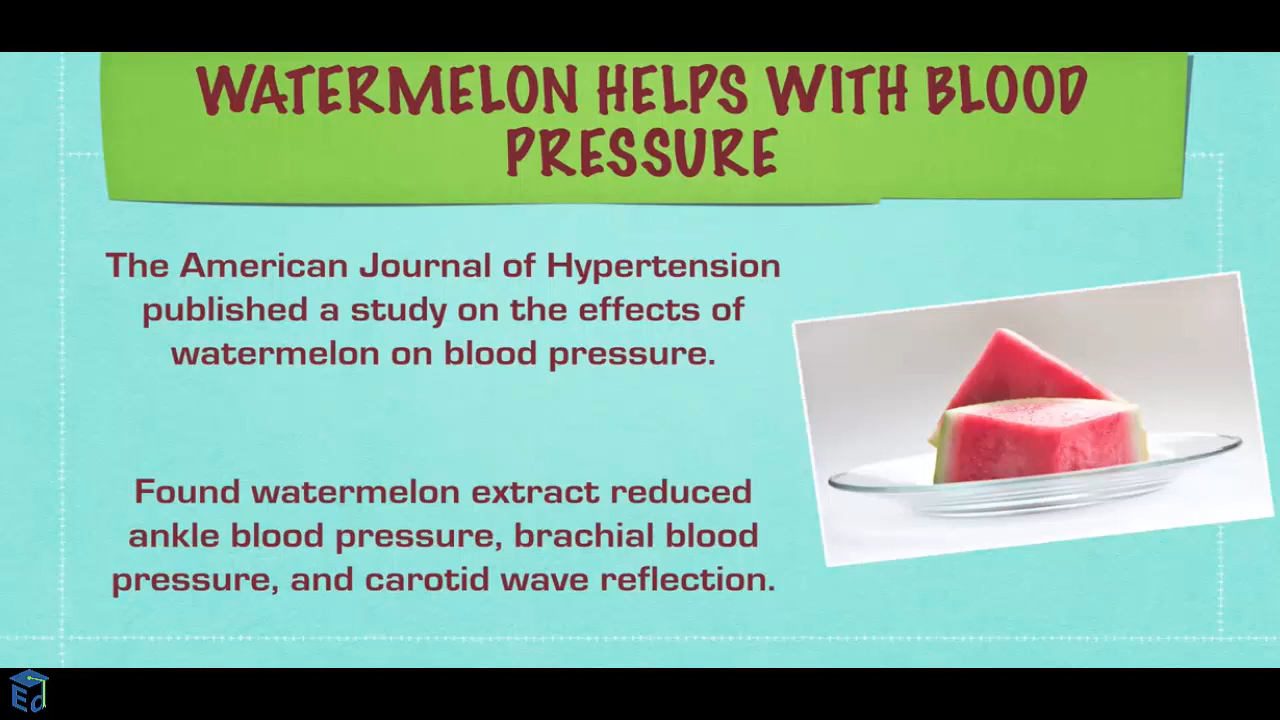 WATERMELON HELPS WITH BLOOD
PRESSURE
The American Journal of Hypertension
published a study on the effects of
watermelon on blood pressure.
Found watermelon extract reduced
ankle blood pressure, brachial blood
pressure, and carotid wave reflection.
Ed